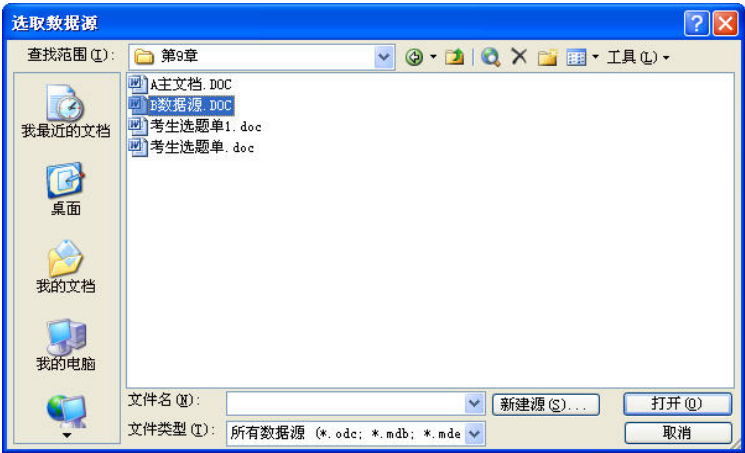 选取数据源
查找范围(I): 第9章 工具(L)
A主文档.DOC
B数据源.DOC
考生选题单1.doc
考生选题单.doc
我最近的文档
桌面
我的文档
我的电脑
文件名(N): 新建源(S)... 打开(O)
文件类型(T): 所有数据源 (*.odc; *.mdb; *.mde 取消